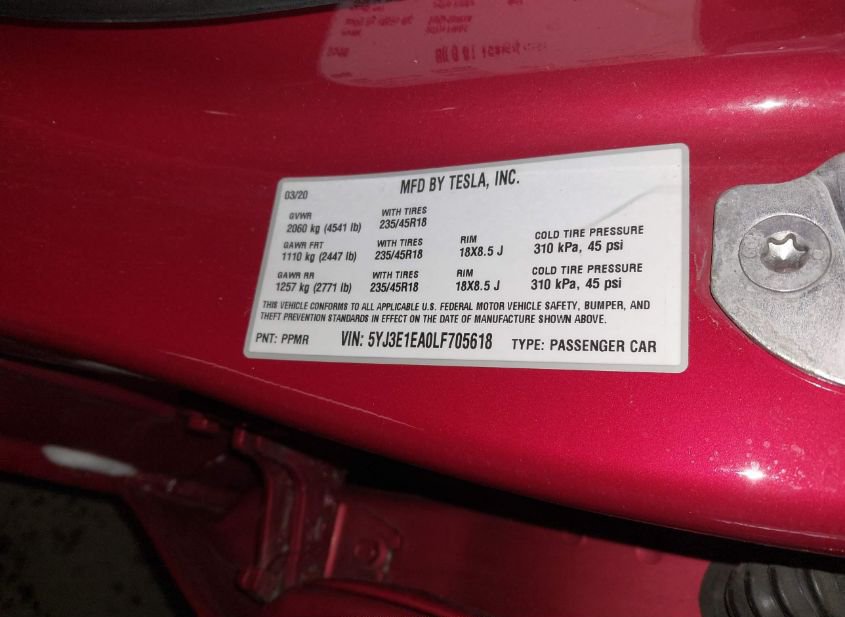 MFD BY TESLA, INC.
03/20
GVWR WITH TIRES
2060 kg (4541 lb) 235/45R18
GAWR FRT WITH TIRES RIM COLD TIRE PRESSURE
1110 kg (2447 lb) 235/45R18 18X8.5 J 310 kPa, 45 psi
GAWR RR WITH TIRES RIM COLD TIRE PRESSURE
1257 kg (2771 lb) 235/45R18 18X8.5 J 310 kPa, 45 psi
THIS VEHICLE CONFORMS TO ALL APPLICABLE U.S. FEDERAL MOTOR VEHICLE SAFETY, BUMPER, AND
THEFT PREVENTION STANDARDS IN EFFECT ON THE DATE OF MANUFACTURE SHOWN ABOVE.
PNT: PPMR VIN: 5YJ3E1EA0LF705618 TYPE: PASSENGER CAR